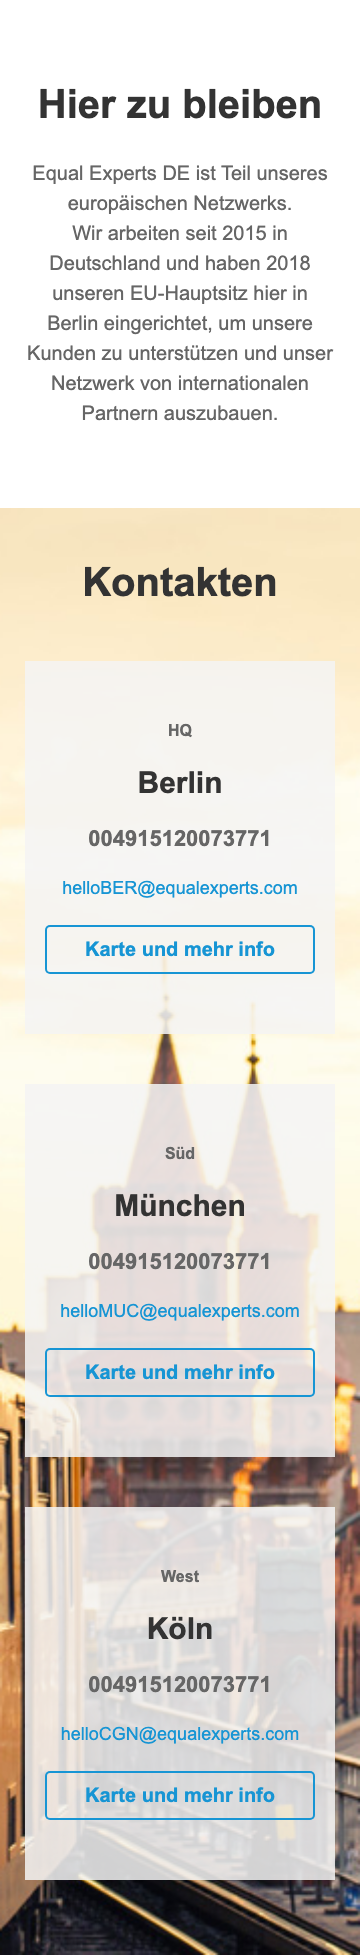 Hier zu bleiben
Equal Experts DE ist Teil unseres
europäischen Netzwerks.
Wir arbeiten seit 2015 in
Deutschland und haben 2018
unseren EU-Hauptsitz hier in
Berlin eingerichtet, um unsere
Kunden zu unterstützen und unser
Netzwerk von internationalen
Partnern auszubauen.
Kontakten
HQ
Berlin
004915120073771
helloBER@equalexperts.com
Karte und mehr info
Süd
München
004915120073771
helloMUC@equalexperts.com
Karte und mehr info
West
Köln
004915120073771
helloCGN@equalexperts.com
Karte und mehr info